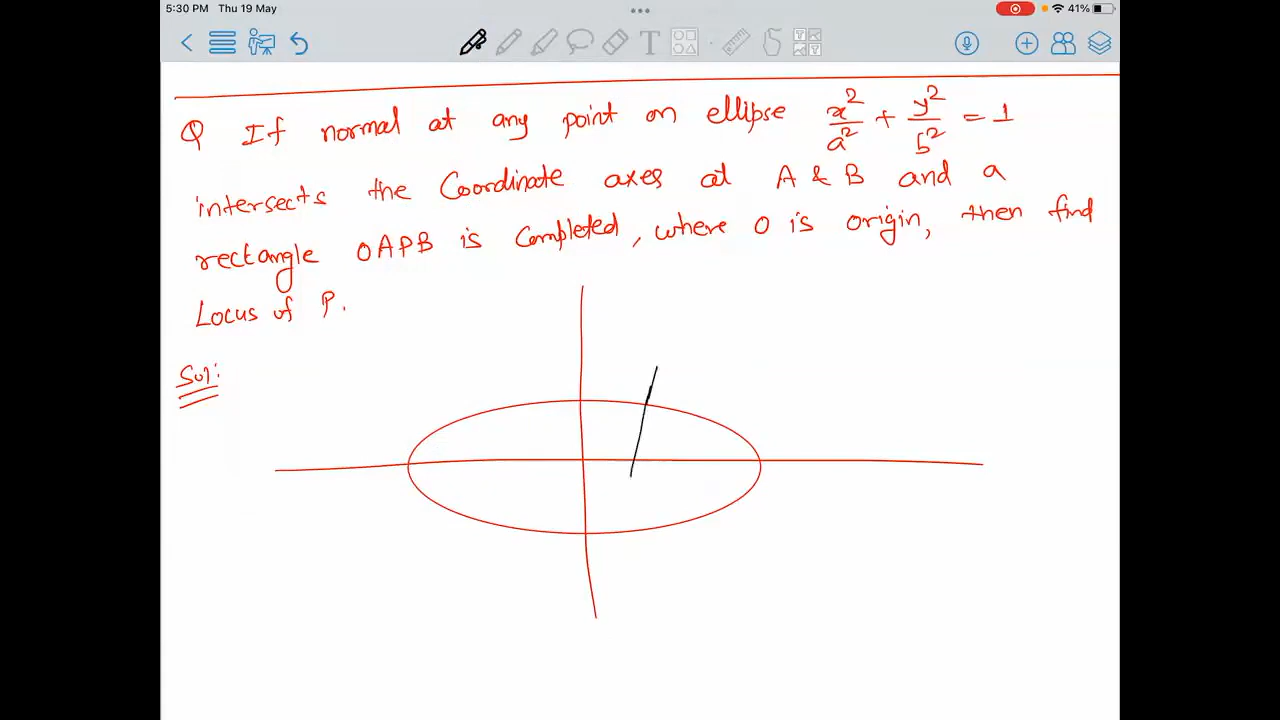 5:30 PM Thu 19 May
41%
Q If normal at any point on ellipse x²/a² + y²/b² = 1
intersects the Coordinate axes at A & B and a
rectangle OAPB is Completed, where O is origin, then find
Locus of P.
Sol: